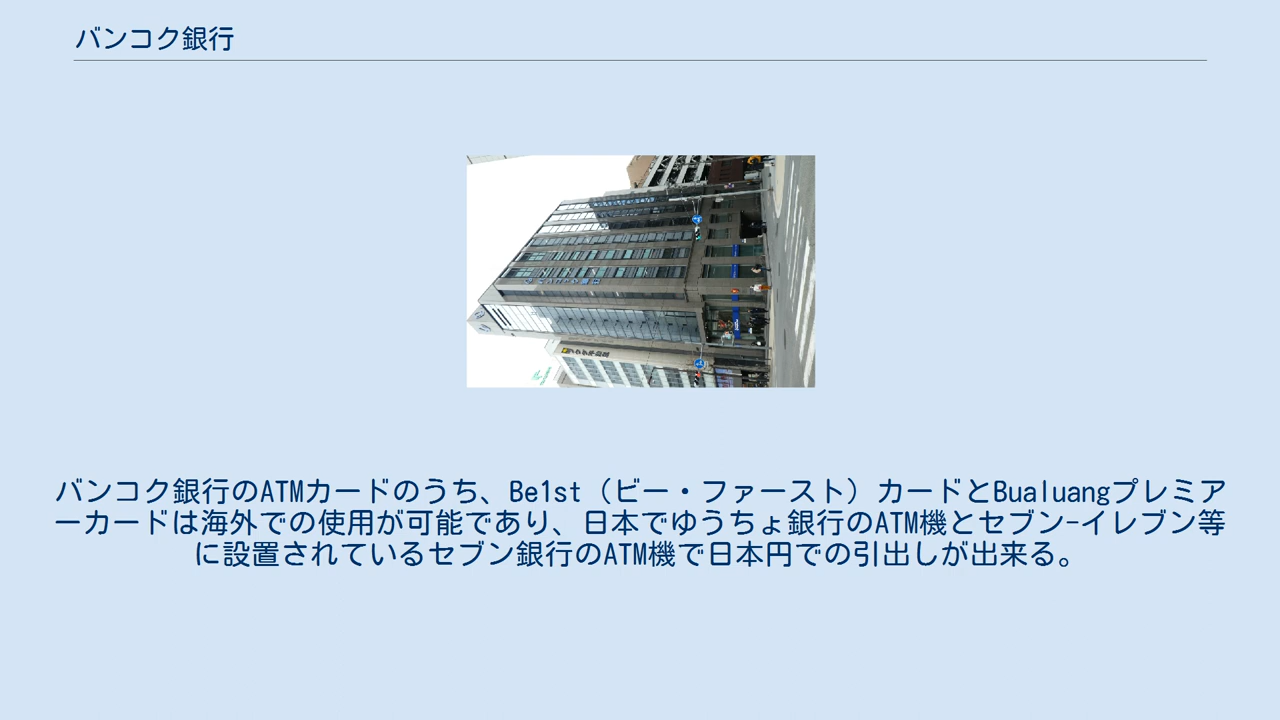 バンコク銀行
バンコク銀行のATMカードのうち、Be1st（ビー・ファースト）カードとBualuangプレミア
ーカードは海外での使用が可能であり、日本でゆうちょ銀行のATM機とセブン-イレブン等
に設置されているセブン銀行のATM機で日本円での引出しが出来る。